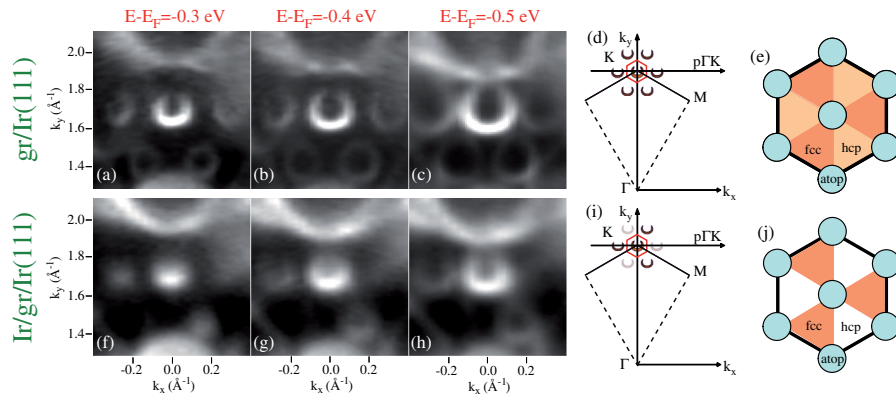 E-E_F=-0.3 eV
E-E_F=-0.4 eV
E-E_F=-0.5 eV
gr/Ir(111)
k_y (Å⁻¹)
2.0
1.8
1.6
1.4
(a)
(b)
(c)
(d)
k_y
K
pΓK
M
Γ
k_x
(e)
fcc
hcp
atop
Ir/gr/Ir(111)
k_y (Å⁻¹)
2.0
1.8
1.6
1.4
(f)
(g)
(h)
-0.2 0.0 0.2
-0.2 0.0 0.2
-0.2 0.0 0.2
k_x (Å⁻¹)
k_x (Å⁻¹)
k_x (Å⁻¹)
(i)
k_y
K
pΓK
M
Γ
k_x
(j)
fcc
hcp
atop